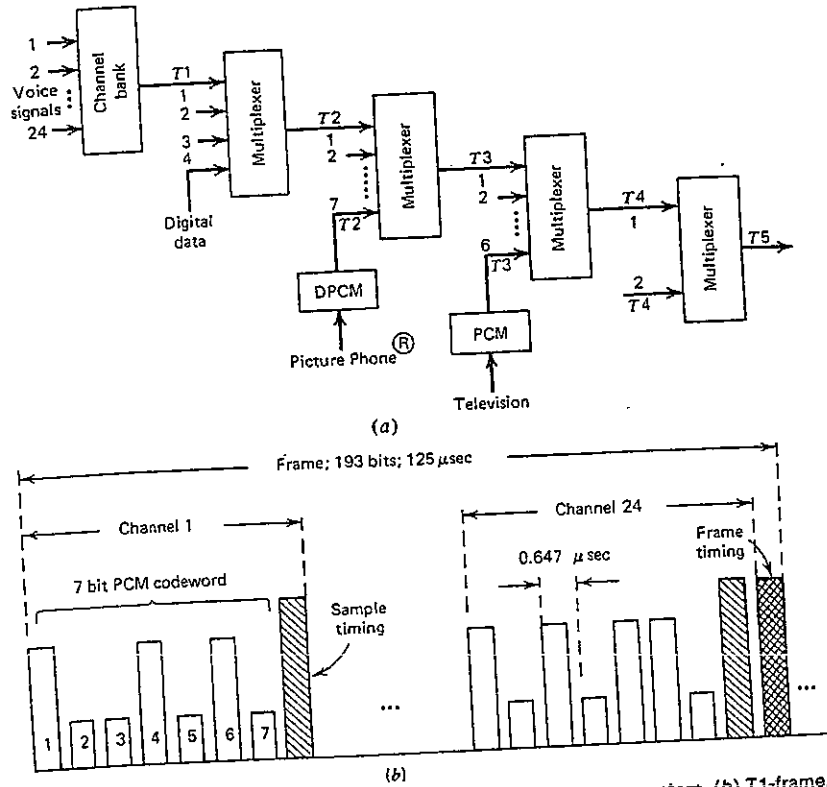 1
2
Voice
signals
24
Channel
bank
T1
1
2
3
4
Digital
data
Multiplexer
T2
1
2
7
T2
DPCM
Picture Phone ®
Multiplexer
T3
1
2
6
T3
PCM
Television
Multiplexer
T4
1
2
T4
Multiplexer
T5
(a)
Frame; 193 bits; 125 μsec
Channel 1
Channel 24
7 bit PCM codeword
Sample
timing
0.647 μsec
Frame
timing
1 2 3 4 5 6 7
...
...
(b)
(b) T1-frame.